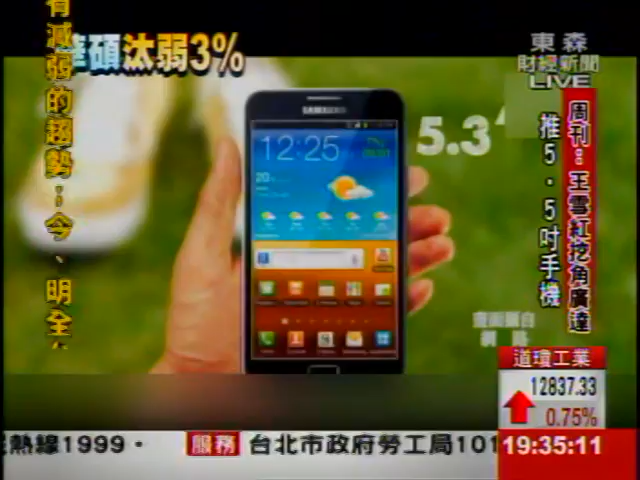 有減弱的趨勢；今、明全
華碩汰弱3%
東森
財經新聞
LIVE
周刊：王雪紅挖角廣達
推5．5吋手機
5.3"
SAMSUNG
12:25
20
畫面翻自
網路
道瓊工業
12837.33
0.75%
熱線1999．
服務
台北市政府勞工局101
19:35:11